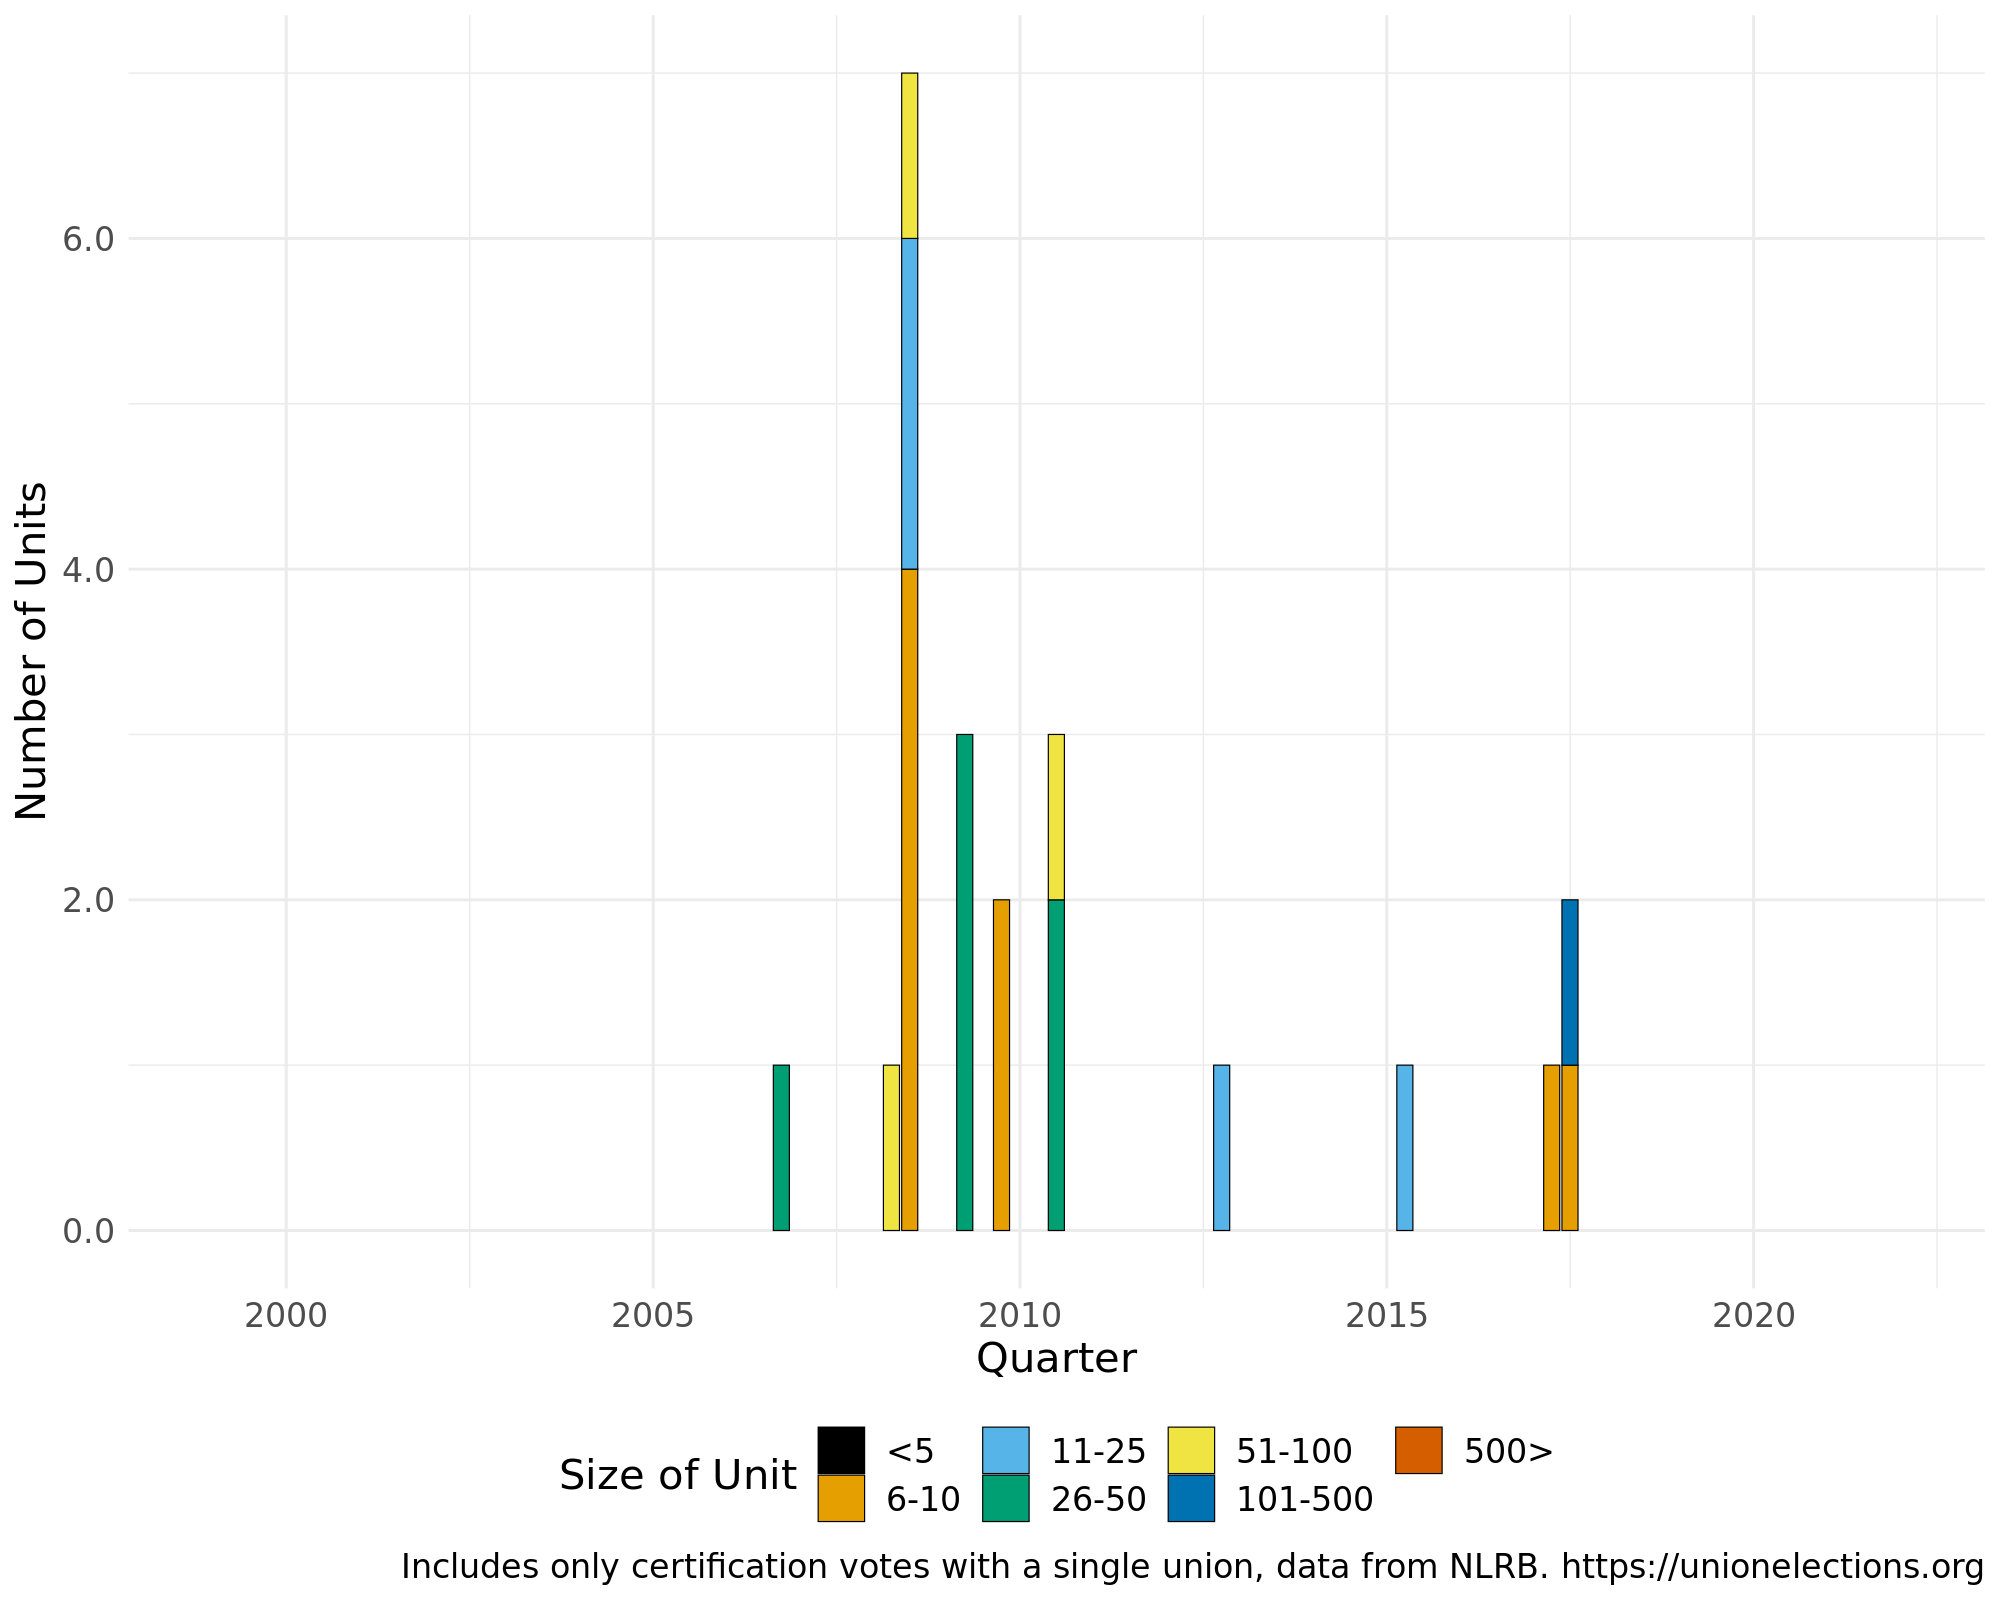 6.0
4.0
2.0
0.0
Number of Units
2000 2005 2010 2015 2020
Quarter
Size of Unit
<5 11-25 51-100 500>
6-10 26-50 101-500
Includes only certification votes with a single union, data from NLRB. https://unionelections.org